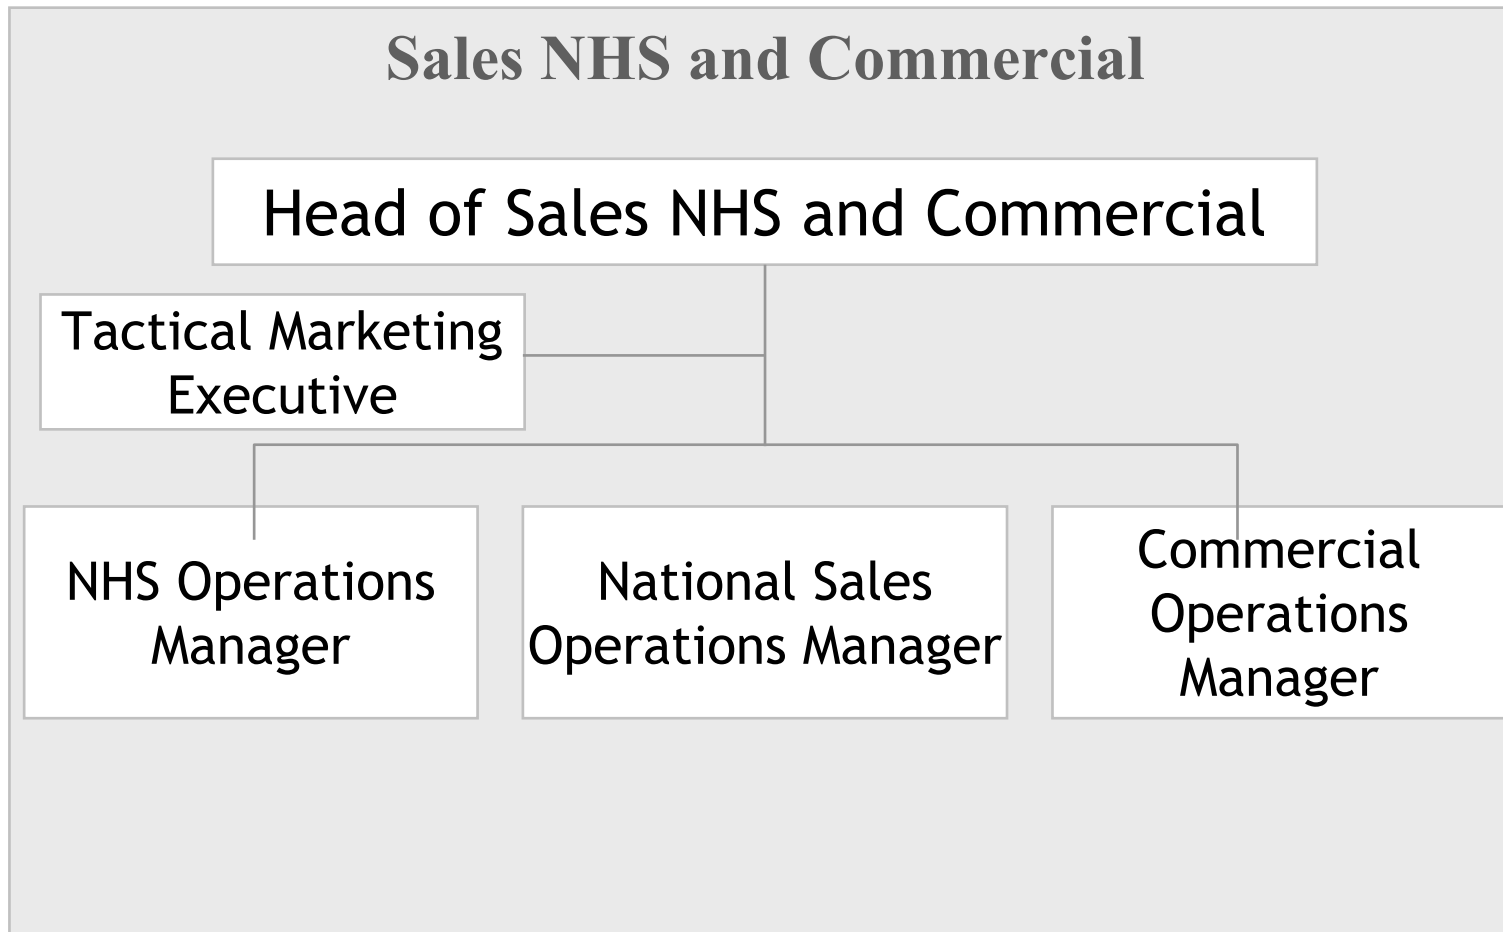 Sales NHS and Commercial
Head of Sales NHS and Commercial
Tactical Marketing
Executive
NHS Operations
Manager
National Sales
Operations Manager
Commercial
Operations
Manager